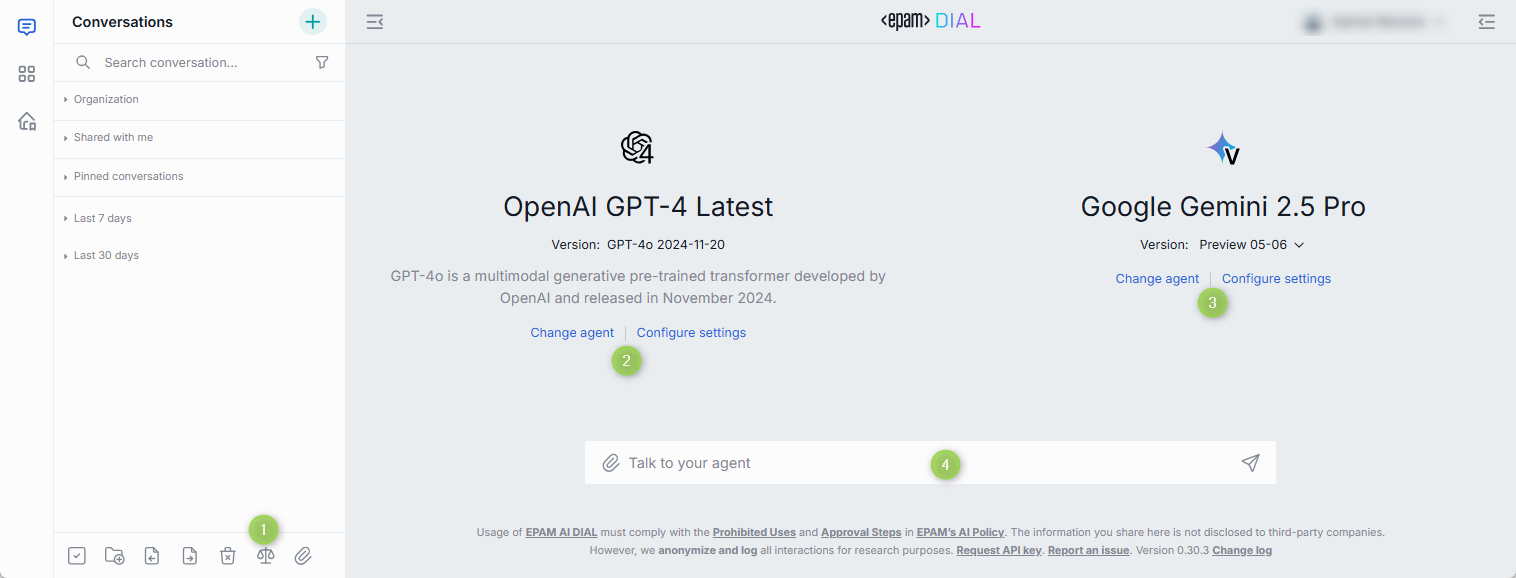 Conversations
<epam> DIAL
Search conversation...
Organization
Shared with me
Pinned conversations
Last 7 days
Last 30 days
4
V
OpenAI GPT-4 Latest
Version: GPT-4o 2024-11-20
GPT-4o is a multimodal generative pre-trained transformer developed by
OpenAI and released in November 2024.
Change agent
Configure settings
2
Google Gemini 2.5 Pro
Version: Preview 05-06
Change agent
Configure settings
3
Talk to your agent
4
Usage of EPAM AI DIAL must comply with the Prohibited Uses and Approval Steps in EPAM's AI Policy. The information you share here is not disclosed to third-party companies.
However, we anonymize and log all interactions for research purposes. Request API key. Report an issue. Version 0.30.3 Change log
1